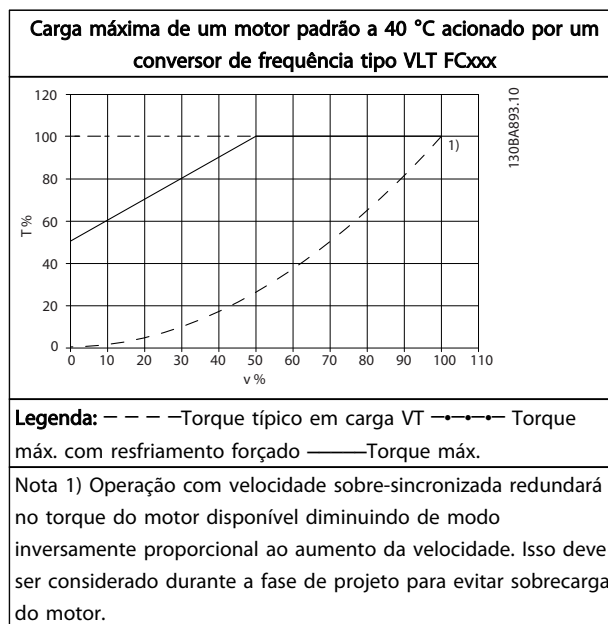 Carga máxima de um motor padrão a 40 °C acionado por um
conversor de frequência tipo VLT FCxxx
120
100
80
60
40
20
0
T %
0 10 20 30 40 50 60 70 80 90 100 110
v %
1)
130BA893.10
Legenda: – – – –Torque típico em carga VT –•–•–•– Torque
máx. com resfriamento forçado ———Torque máx.
Nota 1) Operação com velocidade sobre-sincronizada redundará
no torque do motor disponível diminuindo de modo
inversamente proporcional ao aumento da velocidade. Isso deve
ser considerado durante a fase de projeto para evitar sobrecarga
do motor.